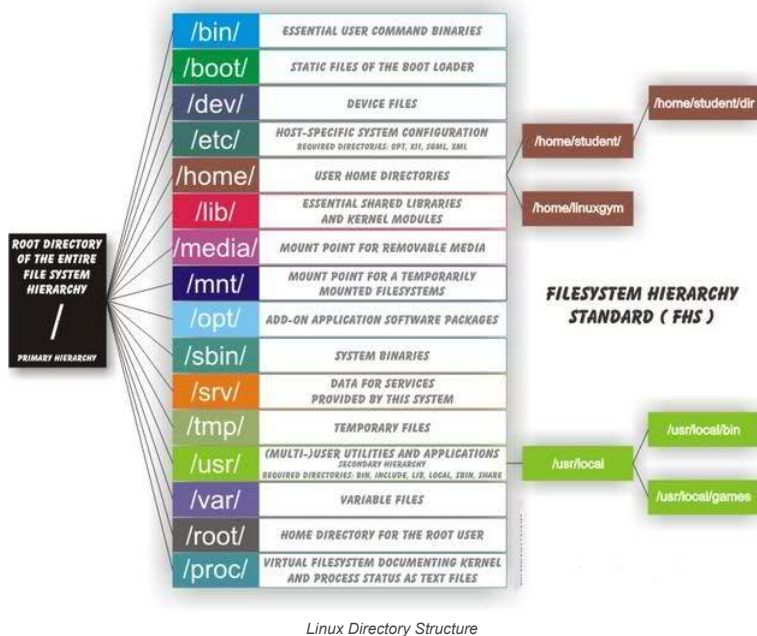 /bin/
ESSENTIAL USER COMMAND BINARIES
/boot/
STATIC FILES OF THE BOOT LOADER
/dev/
DEVICE FILES
/etc/
HOST-SPECIFIC SYSTEM CONFIGURATION
REQUIRED DIRECTORIES: OPT, XII, SGML, XML
/home/
USER HOME DIRECTORIES
/home/student/
/home/student/dir
/home/linuxgym
/lib/
ESSENTIAL SHARED LIBRARIES
AND KERNEL MODULES
/media/
MOUNT POINT FOR REMOVABLE MEDIA
/mnt/
MOUNT POINT FOR A TEMPORARILY
MOUNTED FILESYSTEMS
/opt/
ADD-ON APPLICATION SOFTWARE PACKAGES
/sbin/
SYSTEM BINARIES
/srv/
DATA FOR SERVICES
PROVIDED BY THIS SYSTEM
/tmp/
TEMPORARY FILES
/usr/
(MULTI-)USER UTILITIES AND APPLICATIONS
SECONDARY HIERARCHY
REQUIRED DIRECTORIES: BIN, INCLUDE, LIB, LOCAL, SBIN, SHARE
/usr/local
/usr/local/bin
/usr/local/games
/var/
VARIABLE FILES
/root/
HOME DIRECTORY FOR THE ROOT USER
/proc/
VIRTUAL FILESYSTEM DOCUMENTING KERNEL
AND PROCESS STATUS AS TEXT FILES
ROOT DIRECTORY
OF THE ENTIRE
FILE SYSTEM
HIERARCHY
/
PRIMARY HIERARCHY
FILESYSTEM HIERARCHY
STANDARD ( FHS )
Linux Directory Structure